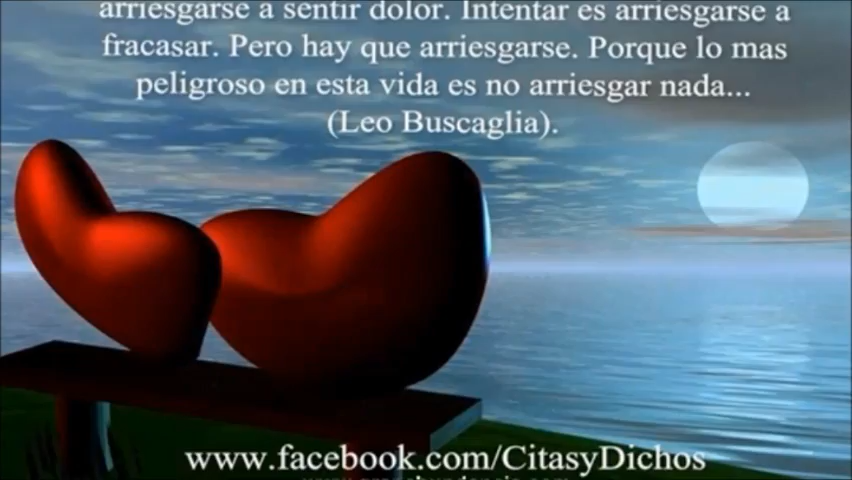 arriesgarse a sentir dolor. Intentar es arriesgarse a
fracasar. Pero hay que arriesgarse. Porque lo mas
peligroso en esta vida es no arriesgar nada...
(Leo Buscaglia).
www.facebook.com/CitasyDichos